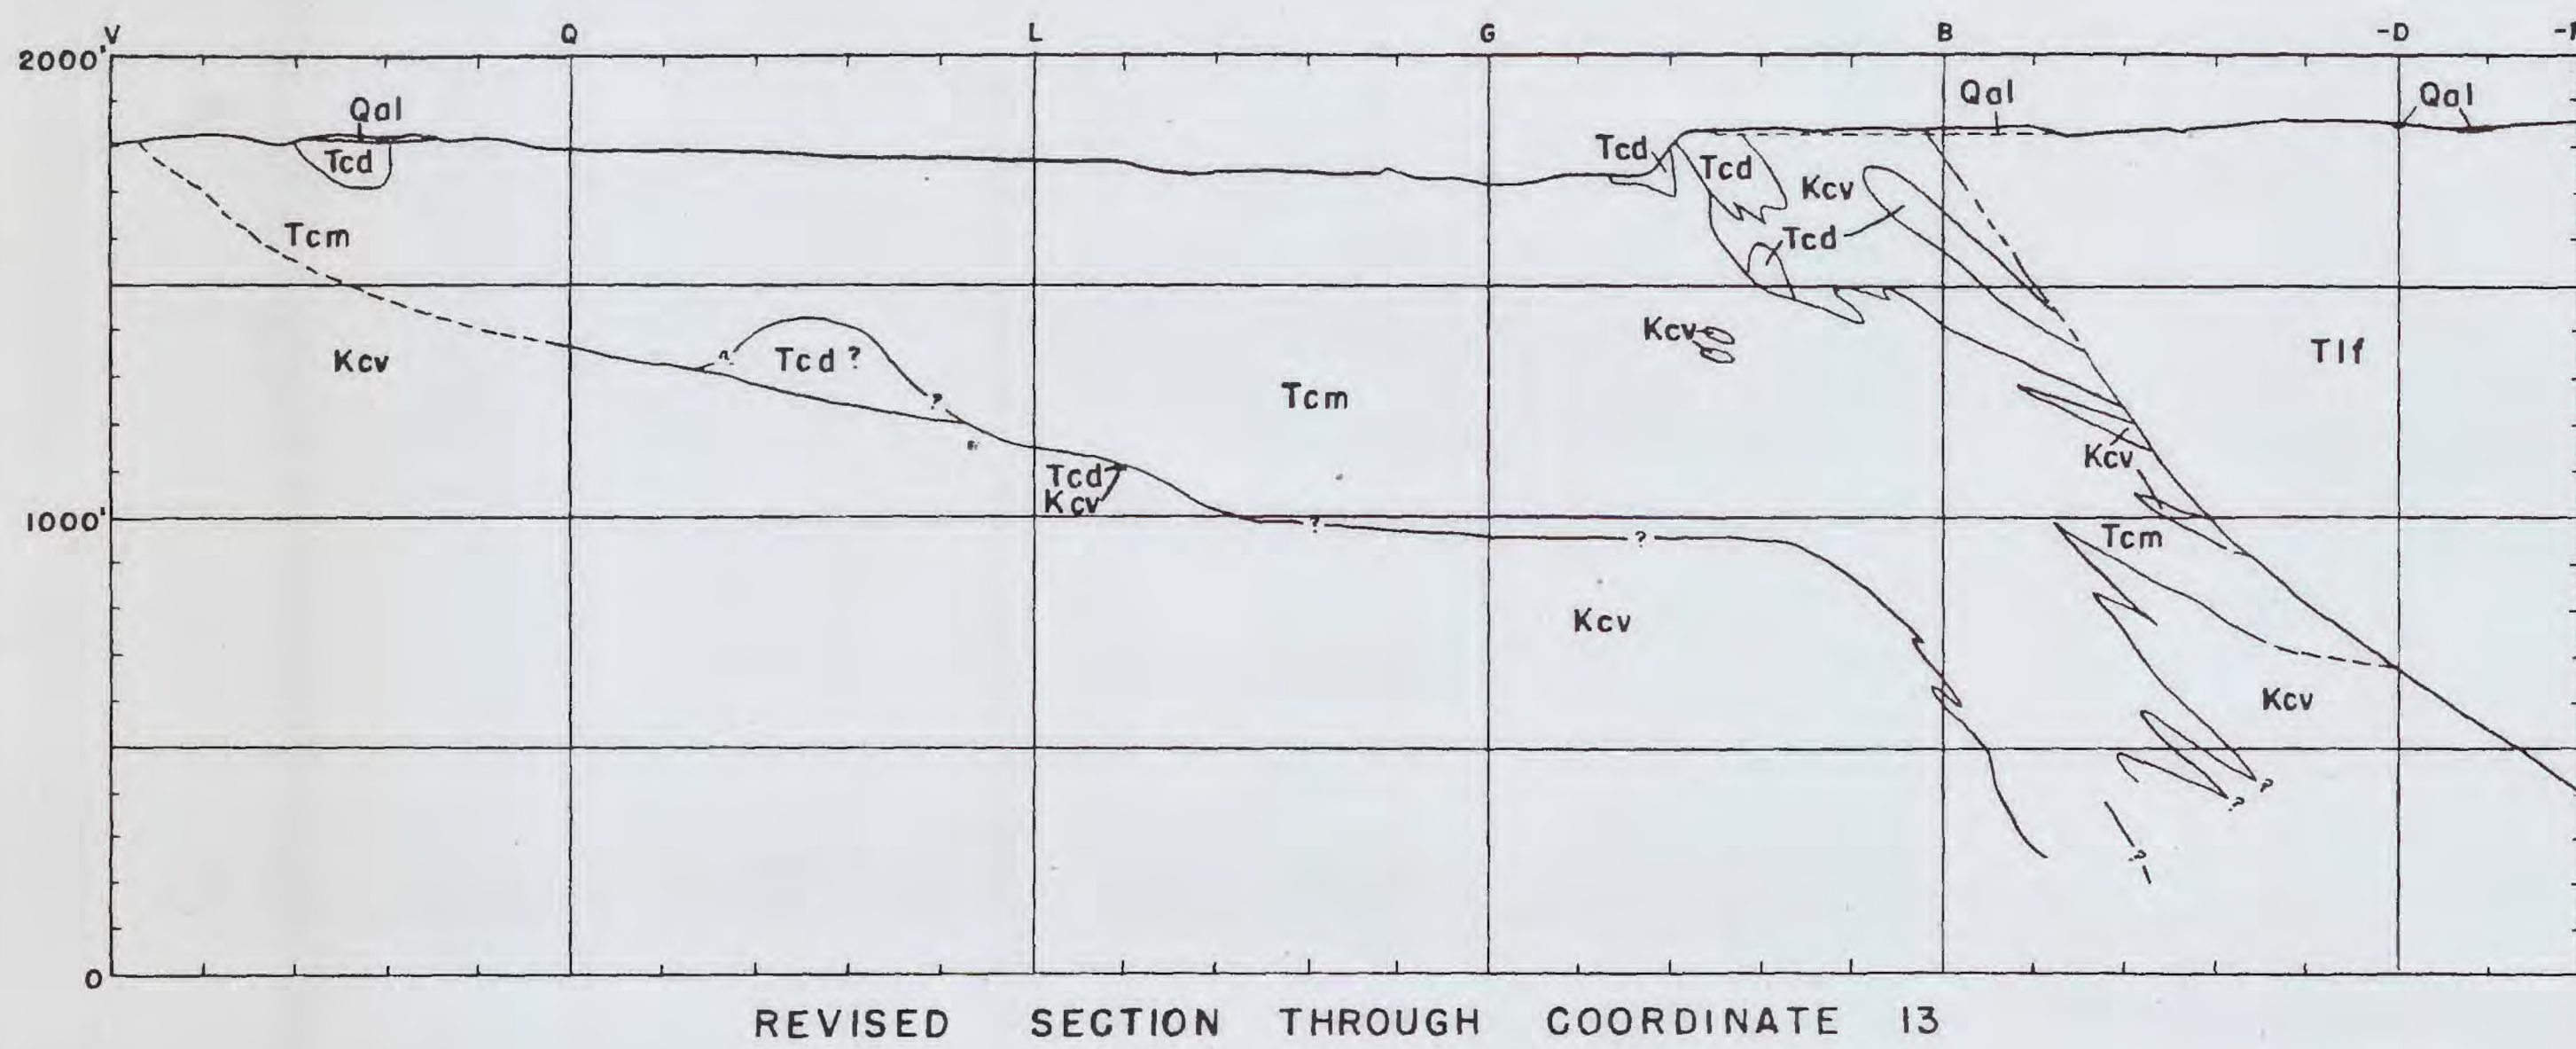 V Q L G B -D
2000'
Qal Qal Qal
Tcd Tcd Tcd Kcv
Tcm Tcd
Kcv Tcd? Kcv Tlf
?
Tcm
Kcv
Tcd
Kcv
1000'
? ? Tcm
Kcv Kcv
? ?
?
0
REVISED SECTION THROUGH COORDINATE 13